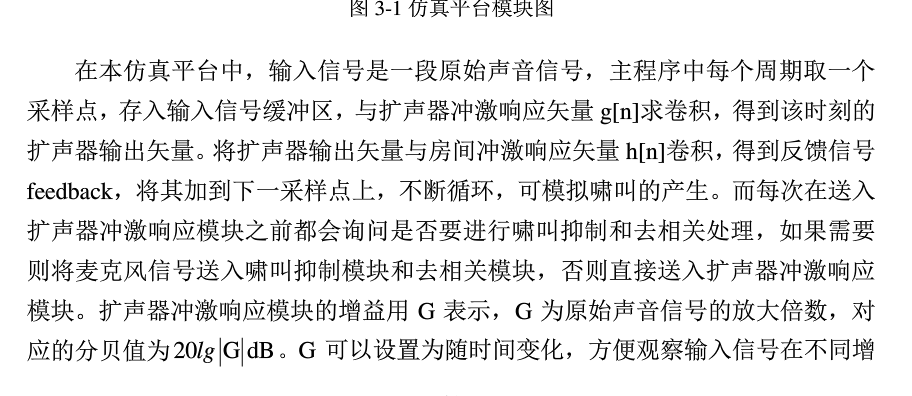 图 3-1 仿真平台模块图
在本仿真平台中，输入信号是一段原始声音信号，主程序中每个周期取一个
采样点，存入输入信号缓冲区，与扩声器冲激响应矢量 g[n]求卷积，得到该时刻的
扩声器输出矢量。将扩声器输出矢量与房间冲激响应矢量 h[n]卷积，得到反馈信号
feedback，将其加到下一采样点上，不断循环，可模拟啸叫的产生。而每次在送入
扩声器冲激响应模块之前都会询问是否要进行啸叫抑制和去相关处理，如果需要
则将麦克风信号送入啸叫抑制模块和去相关模块，否则直接送入扩声器冲激响应
模块。扩声器冲激响应模块的增益用 G 表示，G 为原始声音信号的放大倍数，对
应的分贝值为 20lg|G|dB 。G 可以设置为随时间变化，方便观察输入信号在不同增